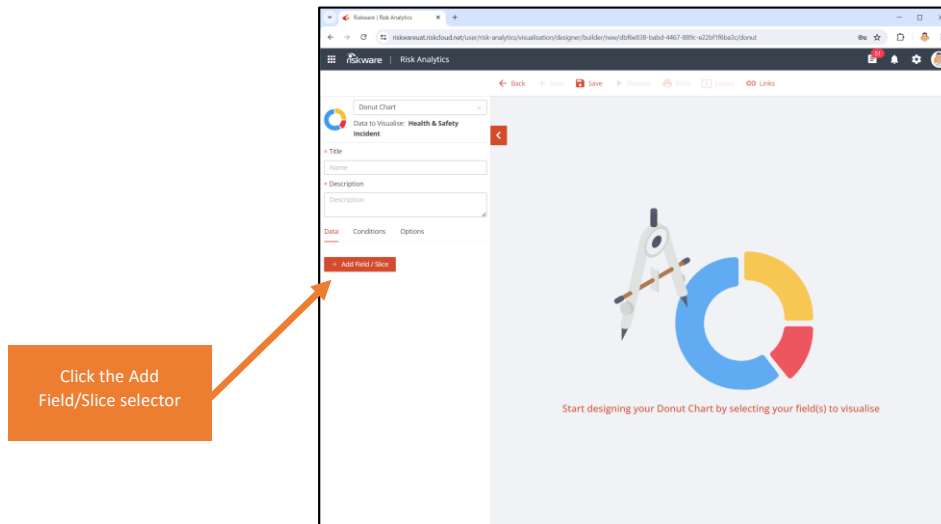 Riskware | Risk Analytics
riskwareuat.riskcloud.net/user/risk-analytics/visualisation/designer/builder/new/dbf6e838-babd-4467-889c-a22bf1f6ba3c/donut
riskware | Risk Analytics
51
Back New Save Preview Print Export Links
Donut Chart
Data to Visualise: Health & Safety
Incident
* Title
Name
* Description
Description
Data Conditions Options
+ Add Field / Slice
Click the Add
Field/Slice selector
Start designing your Donut Chart by selecting your field(s) to visualise